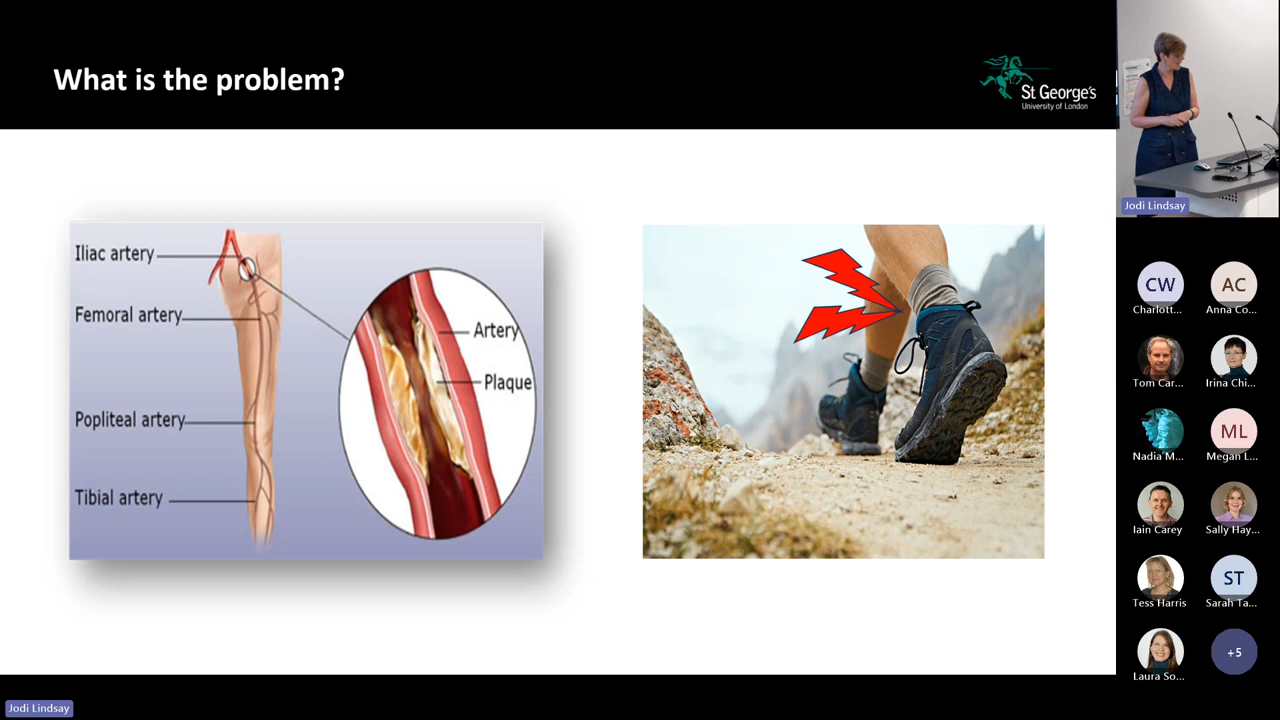 What is the problem?
St George's
University of London
Iliac artery
Femoral artery
Popliteal artery
Tibial artery
Artery
Plaque
Jodi Lindsay
CW
AC
Charlott...
Anna Co...
Tom Car...
Irina Chi...
ML
Nadia M...
Megan L...
Iain Carey
Sally Hay...
ST
Tess Harris
Sarah Ta...
+5
Laura So...
Jodi Lindsay